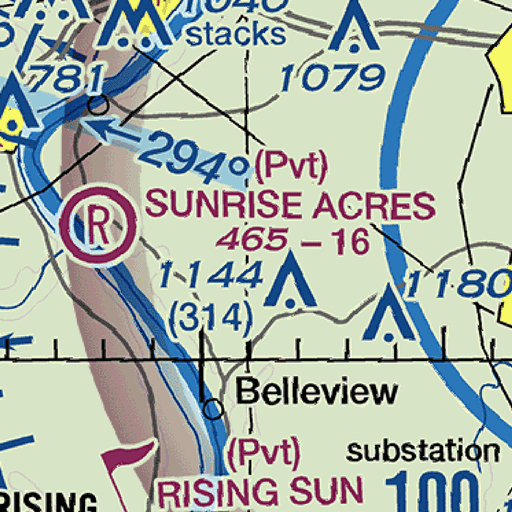 1040
stacks
781
1079
294°
(Pvt)
R
SUNRISE ACRES
465 – 16
1144
(314)
1180
Belleview
(Pvt)
substation
RISING
RISING SUN
100